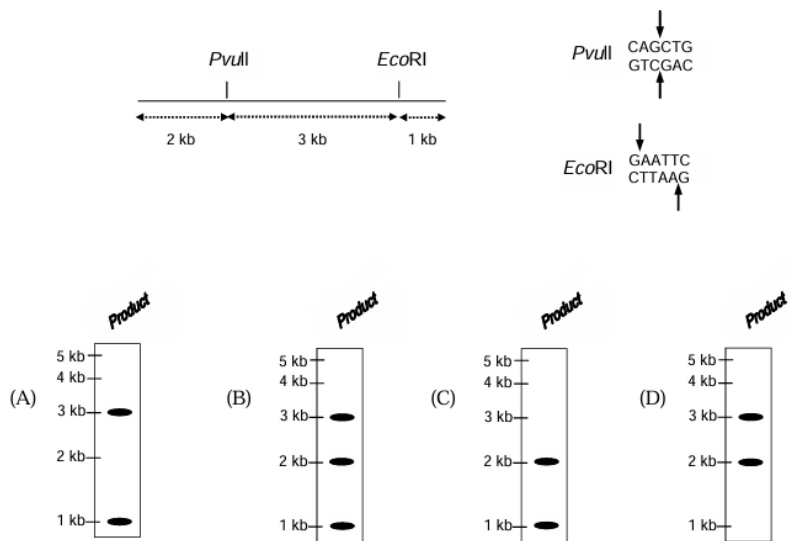 PvuII
EcoRI
2 kb
3 kb
1 kb
PvuII
CAGCTG
GTCGAC
EcoRI
GAATTC
CTTAAG
(A)
Product
5 kb
4 kb
3 kb
2 kb
1 kb
(B)
Product
5 kb
4 kb
3 kb
2 kb
1 kb
(C)
Product
5 kb
4 kb
3 kb
2 kb
1 kb
(D)
Product
5 kb
4 kb
3 kb
2 kb
1 kb